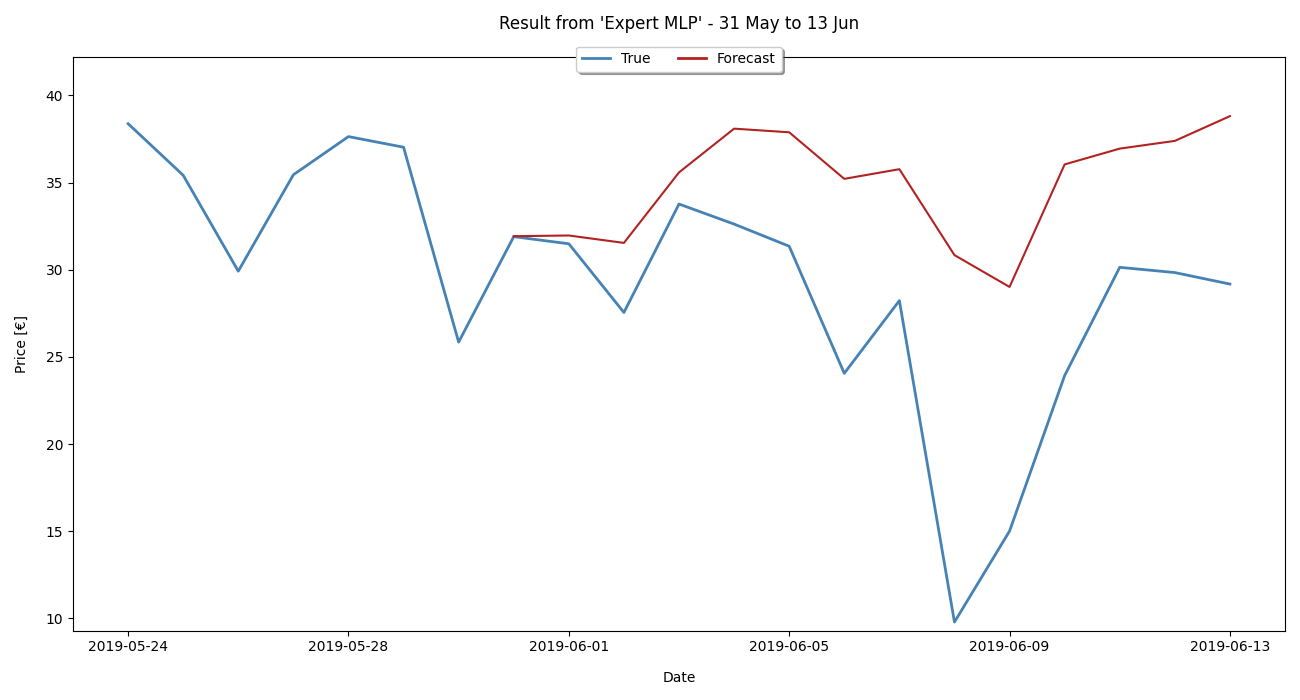 Result from 'Expert MLP' - 31 May to 13 Jun
True Forecast
40
35
30
25
20
15
10
Price [€]
2019-05-24 2019-05-28 2019-06-01 2019-06-05 2019-06-09 2019-06-13
Date